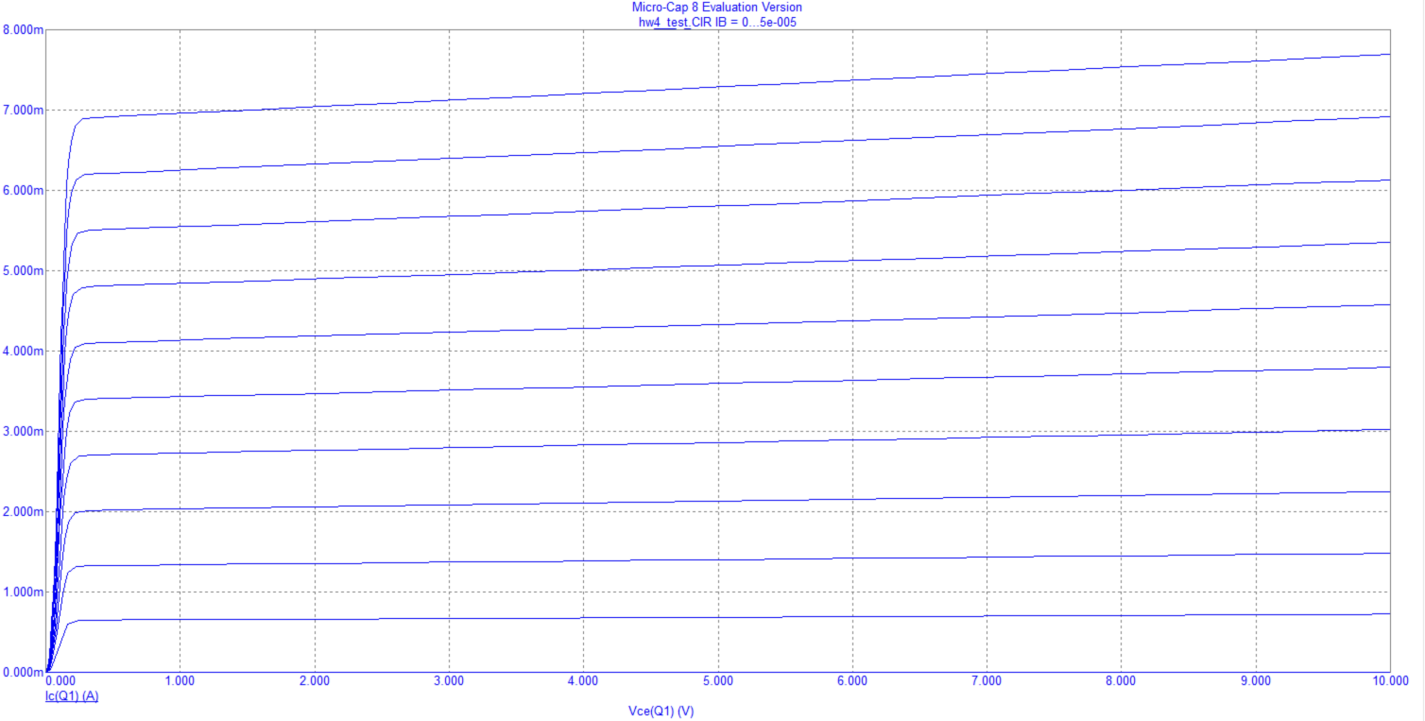 Micro-Cap 8 Evaluation Version
hw4_test.CIR IB = 0...5e-005
8.000m
7.000m
6.000m
5.000m
4.000m
3.000m
2.000m
1.000m
0.000m
0.000 1.000 2.000 3.000 4.000 5.000 6.000 7.000 8.000 9.000 10.000
Ic(Q1) (A)
Vce(Q1) (V)